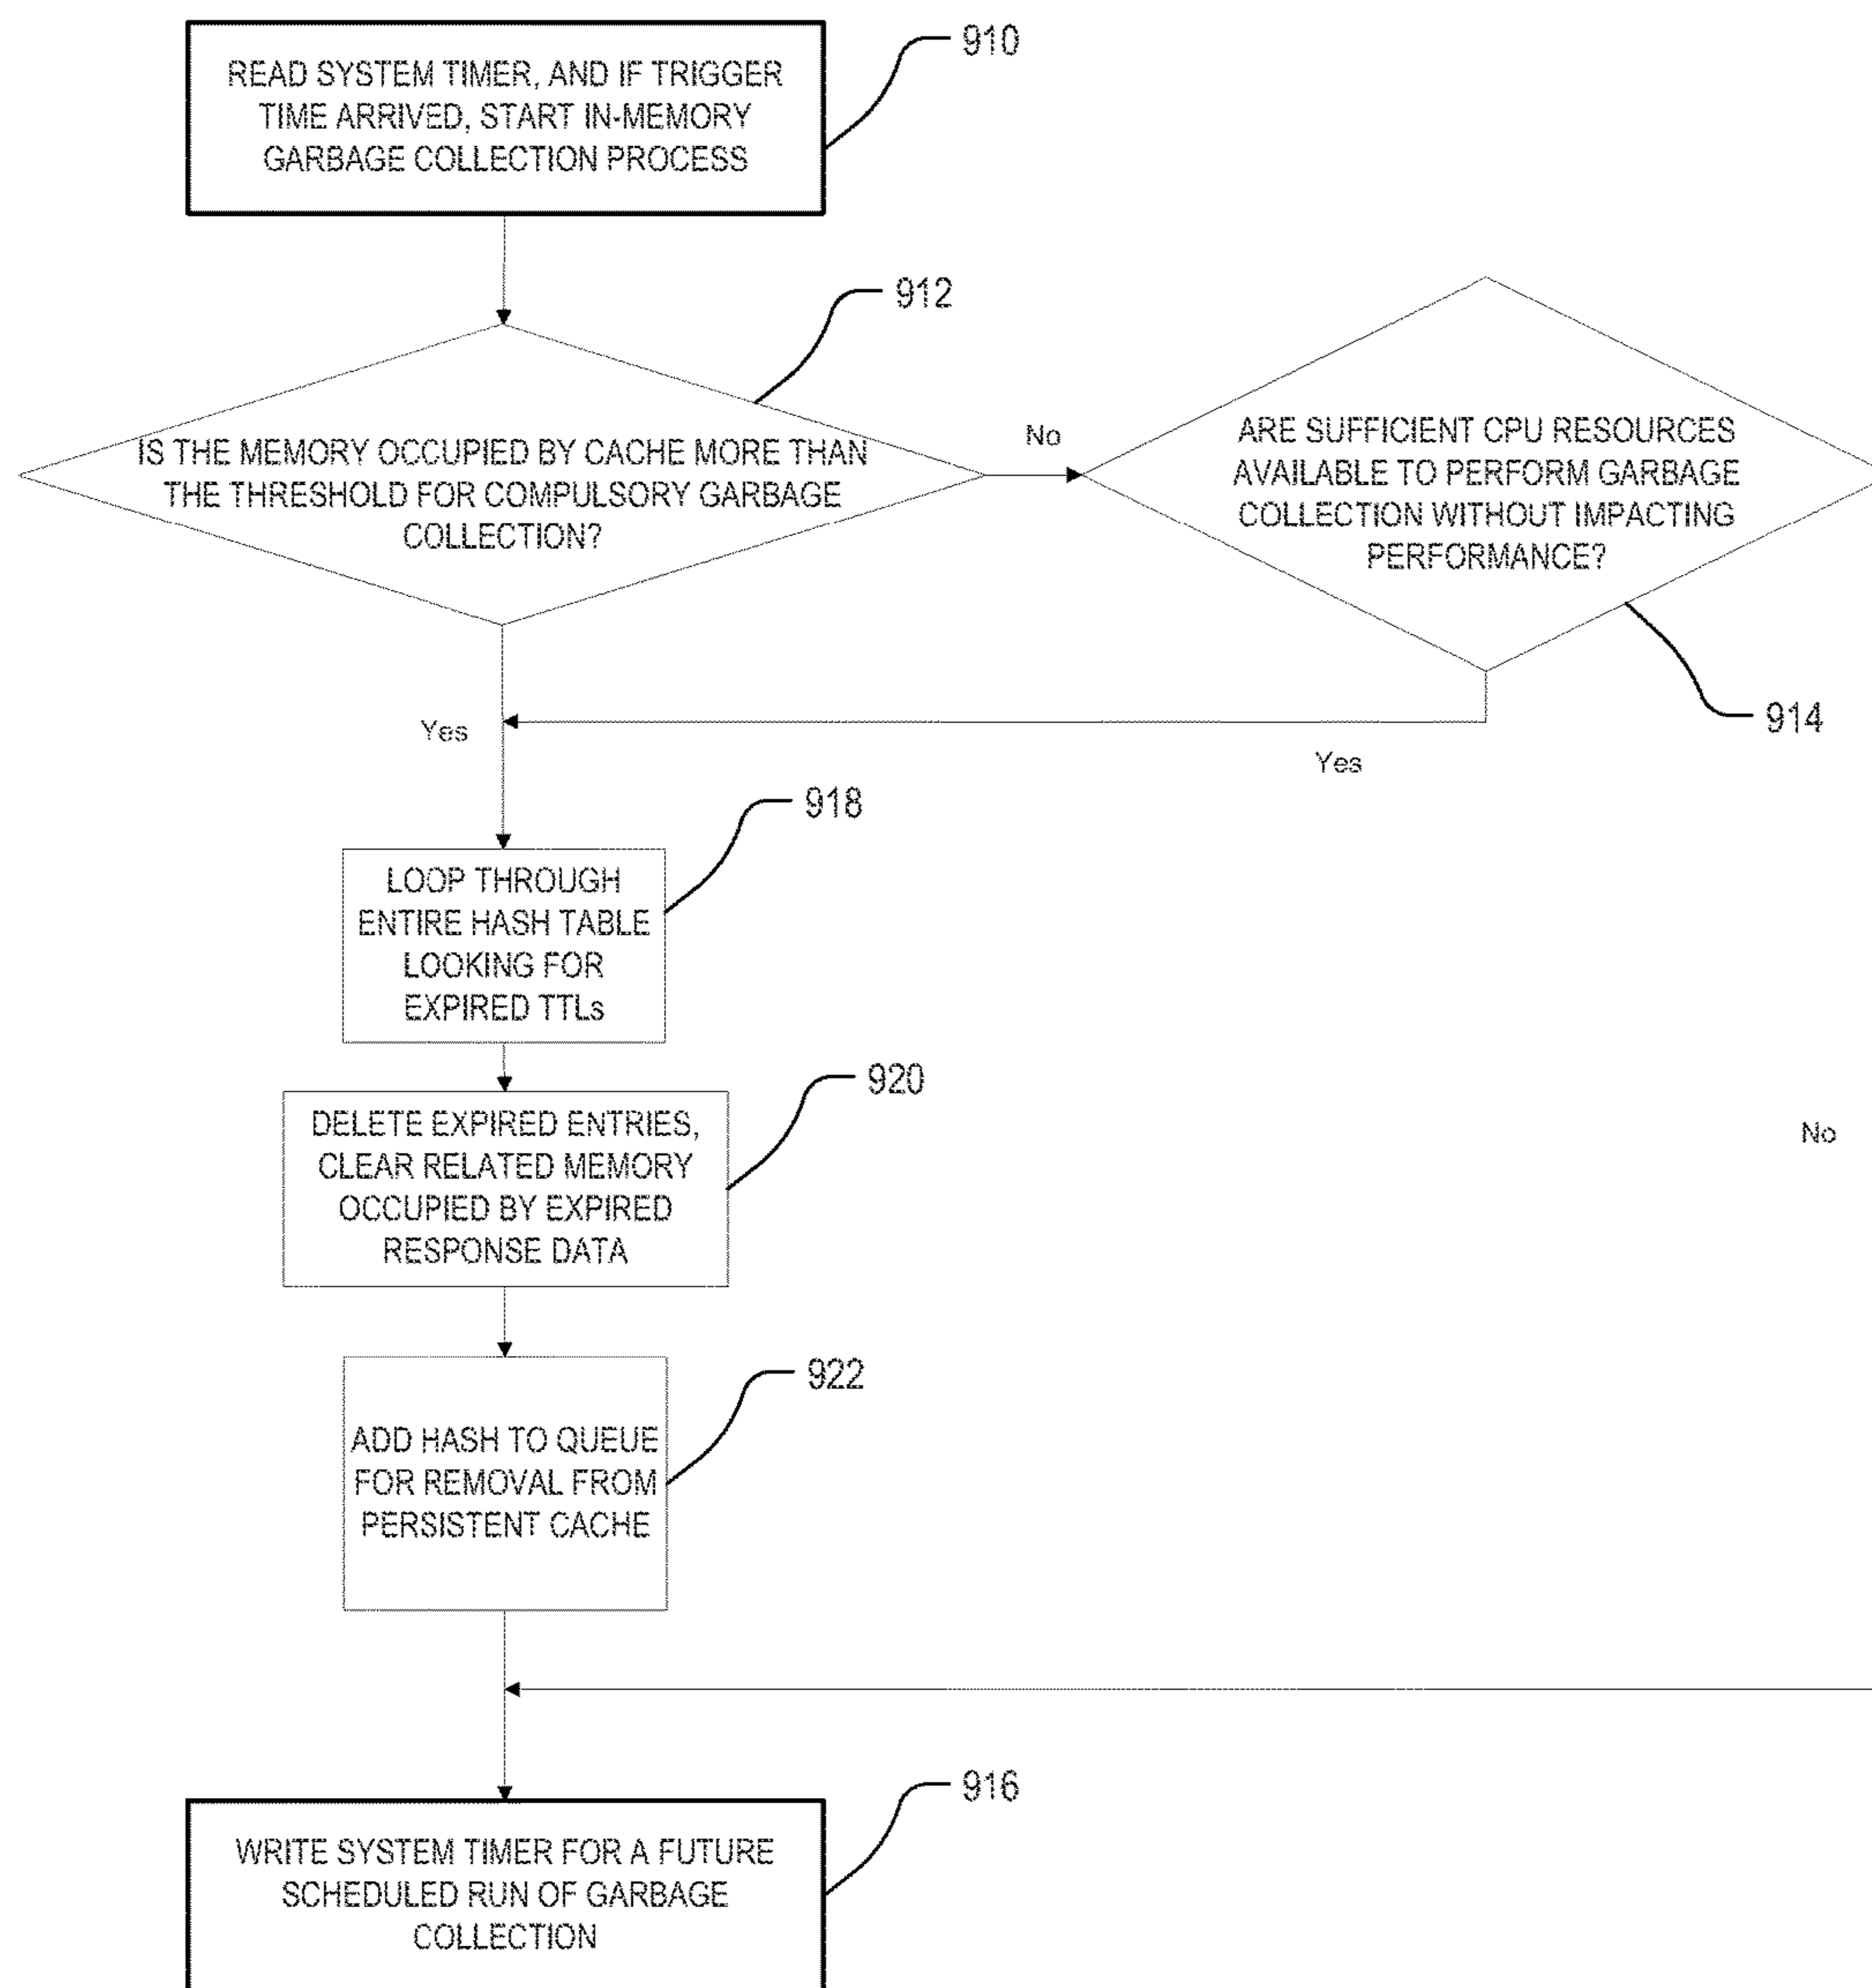 910
READ SYSTEM TIMER, AND IF TRIGGER
TIME ARRIVED, START IN-MEMORY
GARBAGE COLLECTION PROCESS
912
IS THE MEMORY OCCUPIED BY CACHE MORE THAN
THE THRESHOLD FOR COMPULSORY GARBAGE
COLLECTION?
No
ARE SUFFICIENT CPU RESOURCES
AVAILABLE TO PERFORM GARBAGE
COLLECTION WITHOUT IMPACTING
PERFORMANCE?
914
Yes
Yes
918
LOOP THROUGH
ENTIRE HASH TABLE
LOOKING FOR
EXPIRED TTLs
920
DELETE EXPIRED ENTRIES,
CLEAR RELATED MEMORY
OCCUPIED BY EXPIRED
RESPONSE DATA
No
922
ADD HASH TO QUEUE
FOR REMOVAL FROM
PERSISTENT CACHE
916
WRITE SYSTEM TIMER FOR A FUTURE
SCHEDULED RUN OF GARBAGE
COLLECTION